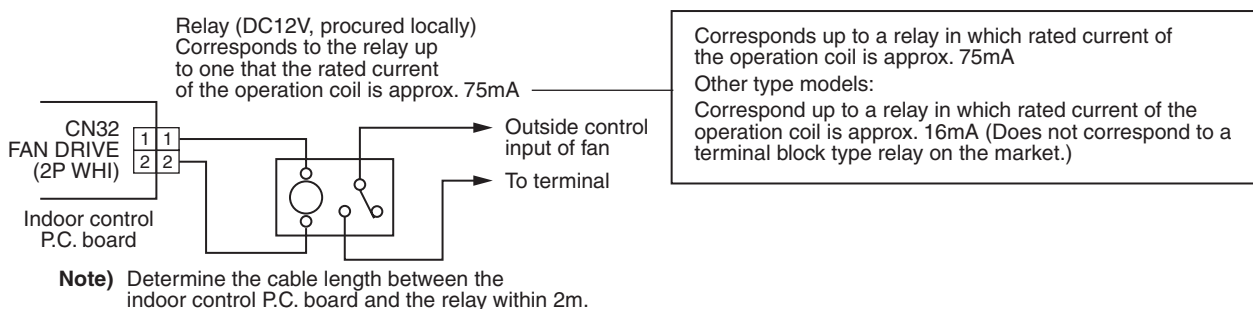 Relay (DC12V, procured locally)
Corresponds to the relay up
to one that the rated current
of the operation coil is approx. 75mA
Corresponds up to a relay in which rated current of
the operation coil is approx. 75mA
Other type models:
Correspond up to a relay in which rated current of the
operation coil is approx. 16mA (Does not correspond to a
terminal block type relay on the market.)
CN32
FAN DRIVE
(2P WHI)
1 1
2 2
Outside control
input of fan
To terminal
Indoor control
P.C. board
Note) Determine the cable length between the
indoor control P.C. board and the relay within 2m.